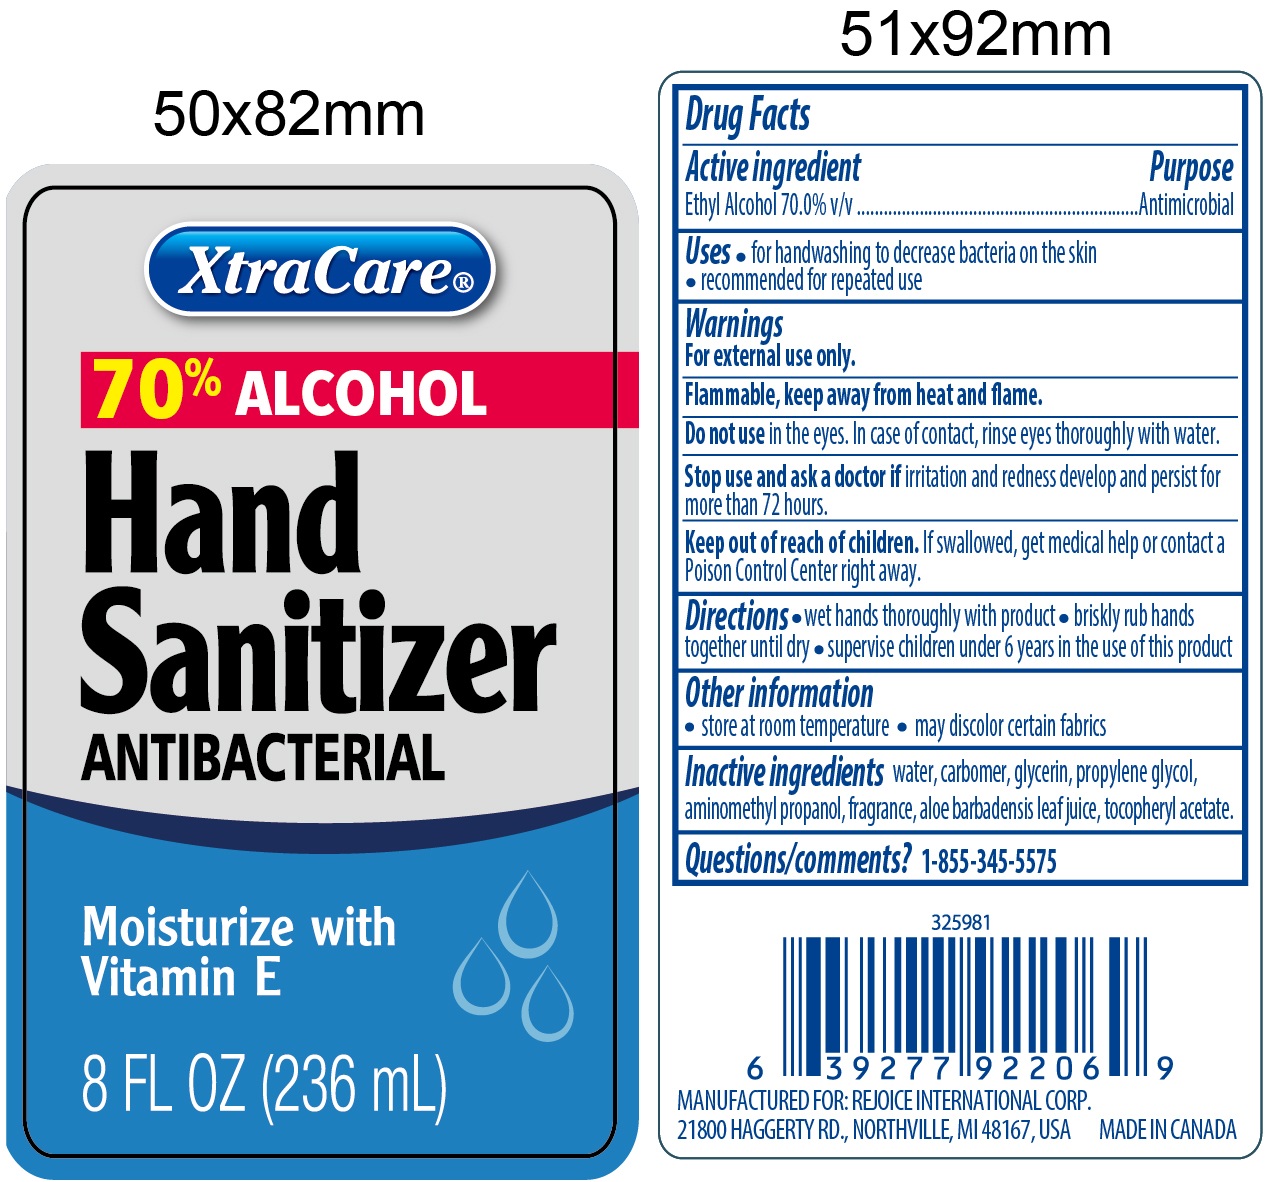 50x82mm
XtraCare®
70% ALCOHOL
Hand
Sanitizer
ANTIBACTERIAL
Moisturize with
Vitamin E
8 FL OZ (236 mL)
51x92mm
Drug Facts
Active ingredient Purpose
Ethyl Alcohol 70.0% v/v ..............................................................Antimicrobial
Uses • for handwashing to decrease bacteria on the skin
• recommended for repeated use
Warnings
For external use only.
Flammable, keep away from heat and flame.
Do not use in the eyes. In case of contact, rinse eyes thoroughly with water.
Stop use and ask a doctor if irritation and redness develop and persist for
more than 72 hours.
Keep out of reach of children. If swallowed, get medical help or contact a
Poison Control Center right away.
Directions • wet hands thoroughly with product • briskly rub hands
together until dry • supervise children under 6 years in the use of this product
Other information
• store at room temperature • may discolor certain fabrics
Inactive ingredients water, carbomer, glycerin, propylene glycol,
aminomethyl propanol, fragrance, aloe barbadensis leaf juice, tocopheryl acetate.
Questions/comments? 1-855-345-5575
325981
6 39277 92206 9
MANUFACTURED FOR: REJOICE INTERNATIONAL CORP.
21800 HAGGERTY RD., NORTHVILLE, MI 48167, USA MADE IN CANADA